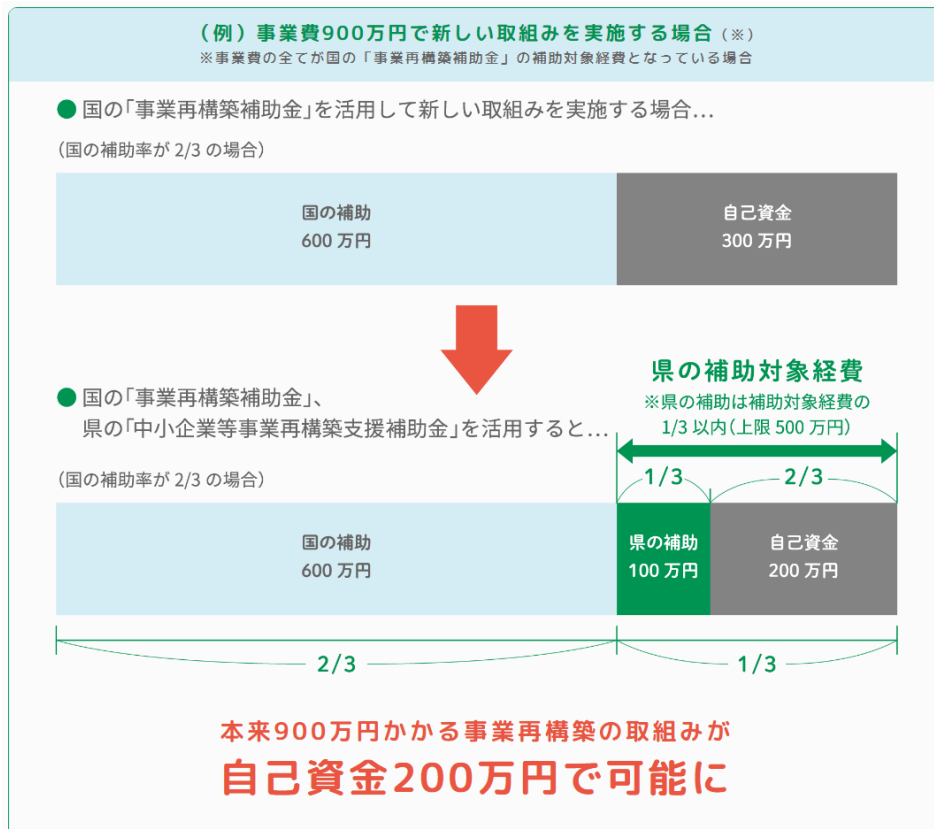 （例）事業費900万円で新しい取組みを実施する場合（※）
※事業費の全てが国の「事業再構築補助金」の補助対象経費となっている場合
●国の「事業再構築補助金」を活用して新しい取組みを実施する場合…
（国の補助率が 2/3 の場合）
国の補助
600 万円
自己資金
300 万円
県の補助対象経費
※県の補助は補助対象経費の
1/3 以内（上限 500 万円）
●国の「事業再構築補助金」、
県の「中小企業等事業再構築支援補助金」を活用すると…
（国の補助率が 2/3 の場合）
1/3
2/3
国の補助
600 万円
県の補助
100 万円
自己資金
200 万円
2/3
1/3
本来900万円かかる事業再構築の取組みが
自己資金200万円で可能に